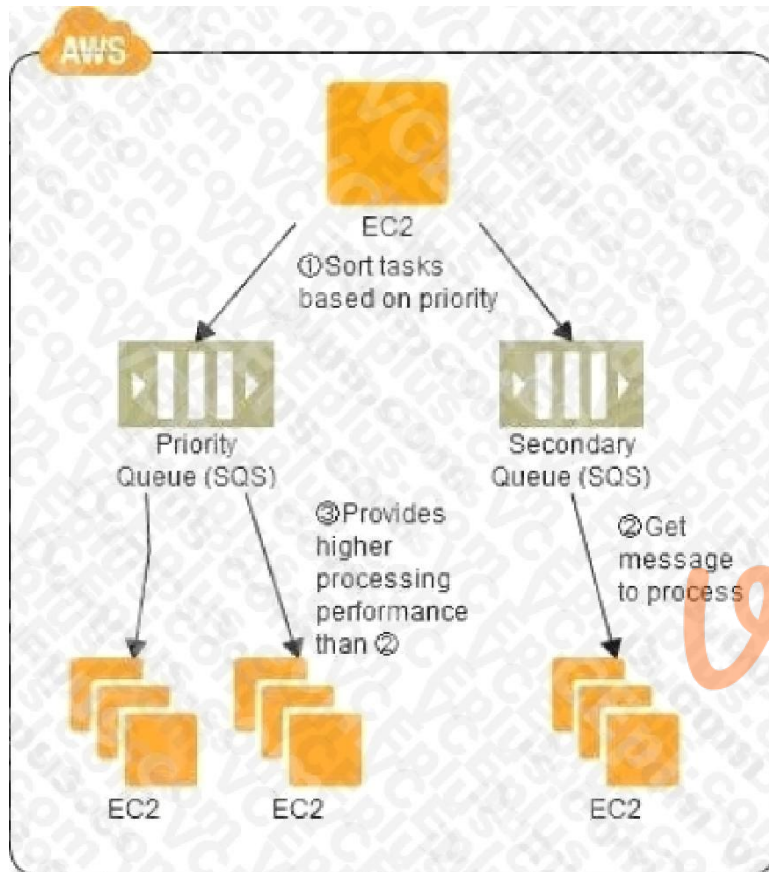 AWS
EC2
①Sort tasks
based on priority
Priority
Queue (SQS)
Secondary
Queue (SQS)
③Provides
higher
processing
performance
than ②
②Get
message
to process
EC2
EC2
EC2